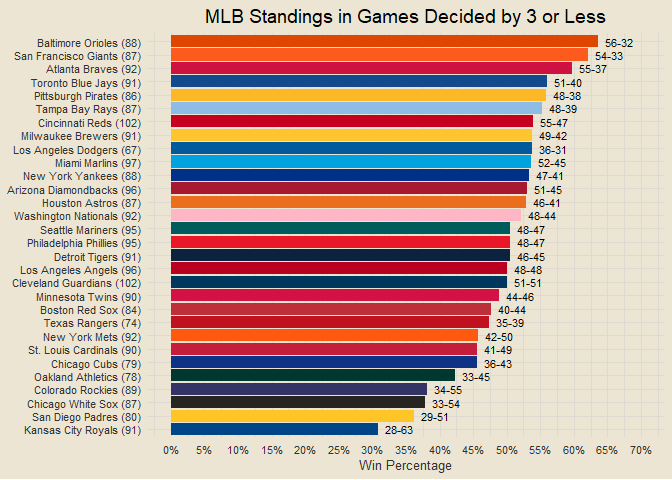 MLB Standings in Games Decided by 3 or Less
Baltimore Orioles (88) 56-32
San Francisco Giants (87) 54-33
Atlanta Braves (92) 55-37
Toronto Blue Jays (91) 51-40
Pittsburgh Pirates (86) 48-38
Tampa Bay Rays (87) 48-39
Cincinnati Reds (102) 55-47
Milwaukee Brewers (91) 49-42
Los Angeles Dodgers (67) 36-31
Miami Marlins (97) 52-45
New York Yankees (88) 47-41
Arizona Diamondbacks (96) 51-45
Houston Astros (87) 46-41
Washington Nationals (92) 48-44
Seattle Mariners (95) 48-47
Philadelphia Phillies (95) 48-47
Detroit Tigers (91) 46-45
Los Angeles Angels (96) 48-48
Cleveland Guardians (102) 51-51
Minnesota Twins (90) 44-46
Boston Red Sox (84) 40-44
Texas Rangers (74) 35-39
New York Mets (92) 42-50
St. Louis Cardinals (90) 41-49
Chicago Cubs (79) 36-43
Oakland Athletics (78) 33-45
Colorado Rockies (89) 34-55
Chicago White Sox (87) 33-54
San Diego Padres (80) 29-51
Kansas City Royals (91) 28-63
0% 5% 10% 15% 20% 25% 30% 35% 40% 45% 50% 55% 60% 65% 70%
Win Percentage